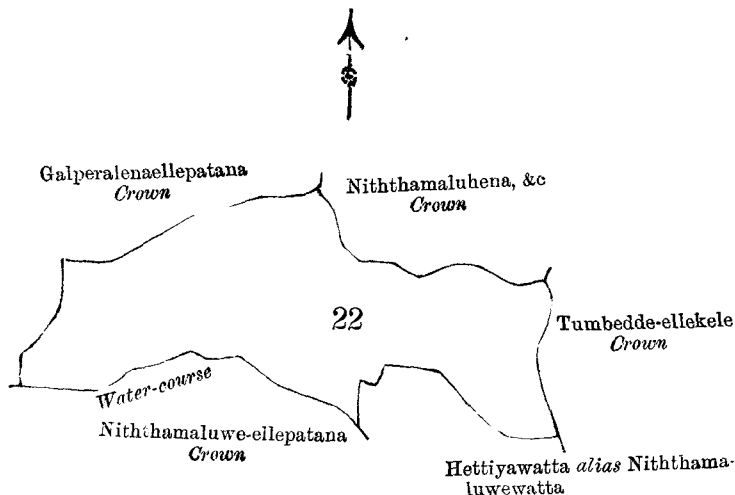 Galperalenaellepatana
Crown
Niththamaluhena, &c
Crown
22
Tumbedde-ellekele
Crown
Water-course
Niththamaluwe-ellepatana
Crown
Hettiyawatta alias Niththama-
luwewatta